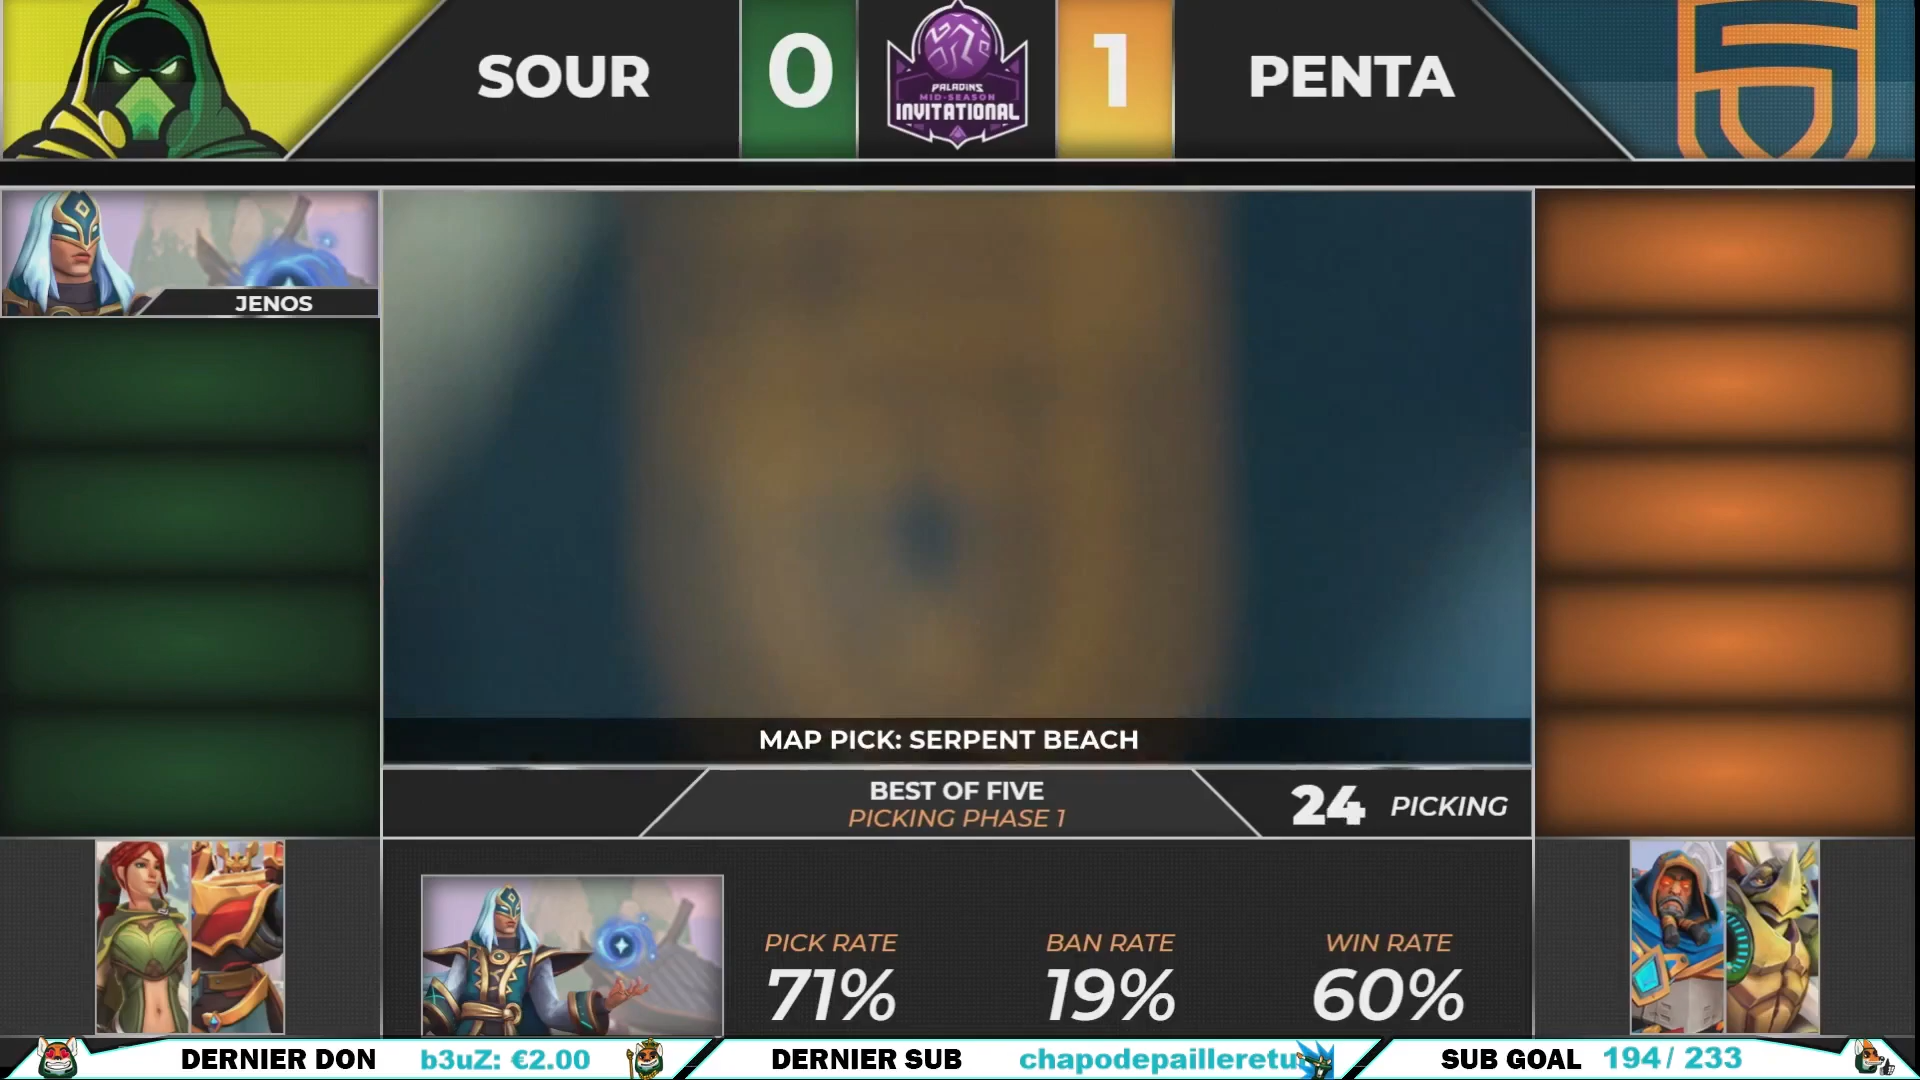 SOUR
0
PALADINS
MID-SEASON
INVITATIONAL
1
PENTA
JENOS
MAP PICK: SERPENT BEACH
BEST OF FIVE
PICKING PHASE 1
24 PICKING
PICK RATE
71%
BAN RATE
19%
WIN RATE
60%
DERNIER DON b3uZ: €2.00
DERNIER SUB chapodepailleretu
SUB GOAL 194 / 233